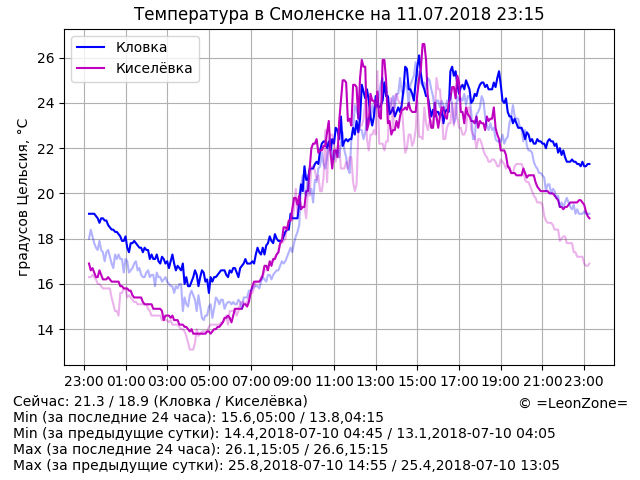 Температура в Смоленске на 11.07.2018 23:15
Кловка
Киселёвка
градусов Цельсия, °C
26
24
22
20
18
16
14
23:00 01:00 03:00 05:00 07:00 09:00 11:00 13:00 15:00 17:00 19:00 21:00 23:00
Сейчас: 21.3 / 18.9 (Кловка / Киселёвка)
© =LeonZone=
Min (за последние 24 часа): 15.6,05:00 / 13.8,04:15
Min (за предыдущие сутки): 14.4,2018-07-10 04:45 / 13.1,2018-07-10 04:05
Max (за последние 24 часа): 26.1,15:05 / 26.6,15:15
Max (за предыдущие сутки): 25.8,2018-07-10 14:55 / 25.4,2018-07-10 13:05